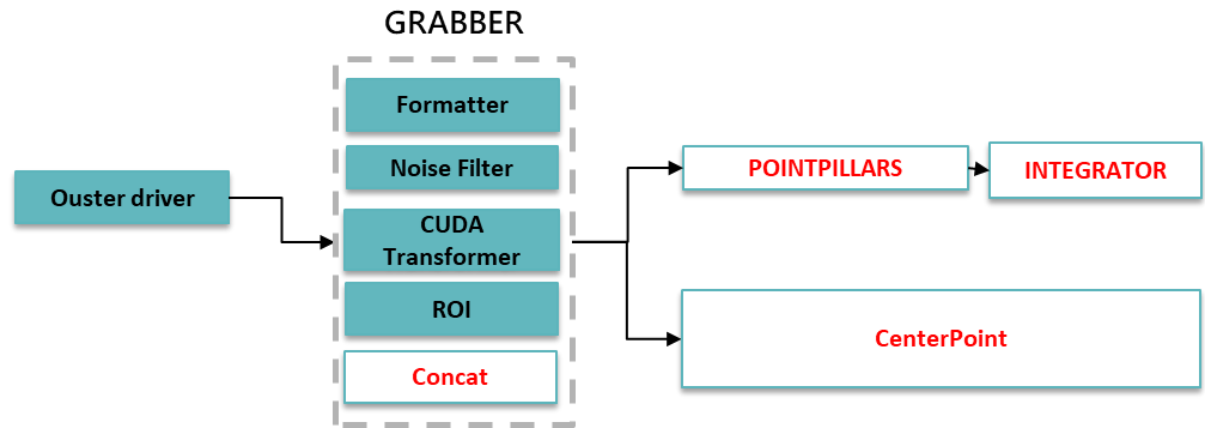 GRABBER
Formatter
Noise Filter
Ouster driver
CUDA
Transformer
ROI
Concat
POINTPILLARS
INTEGRATOR
CenterPoint